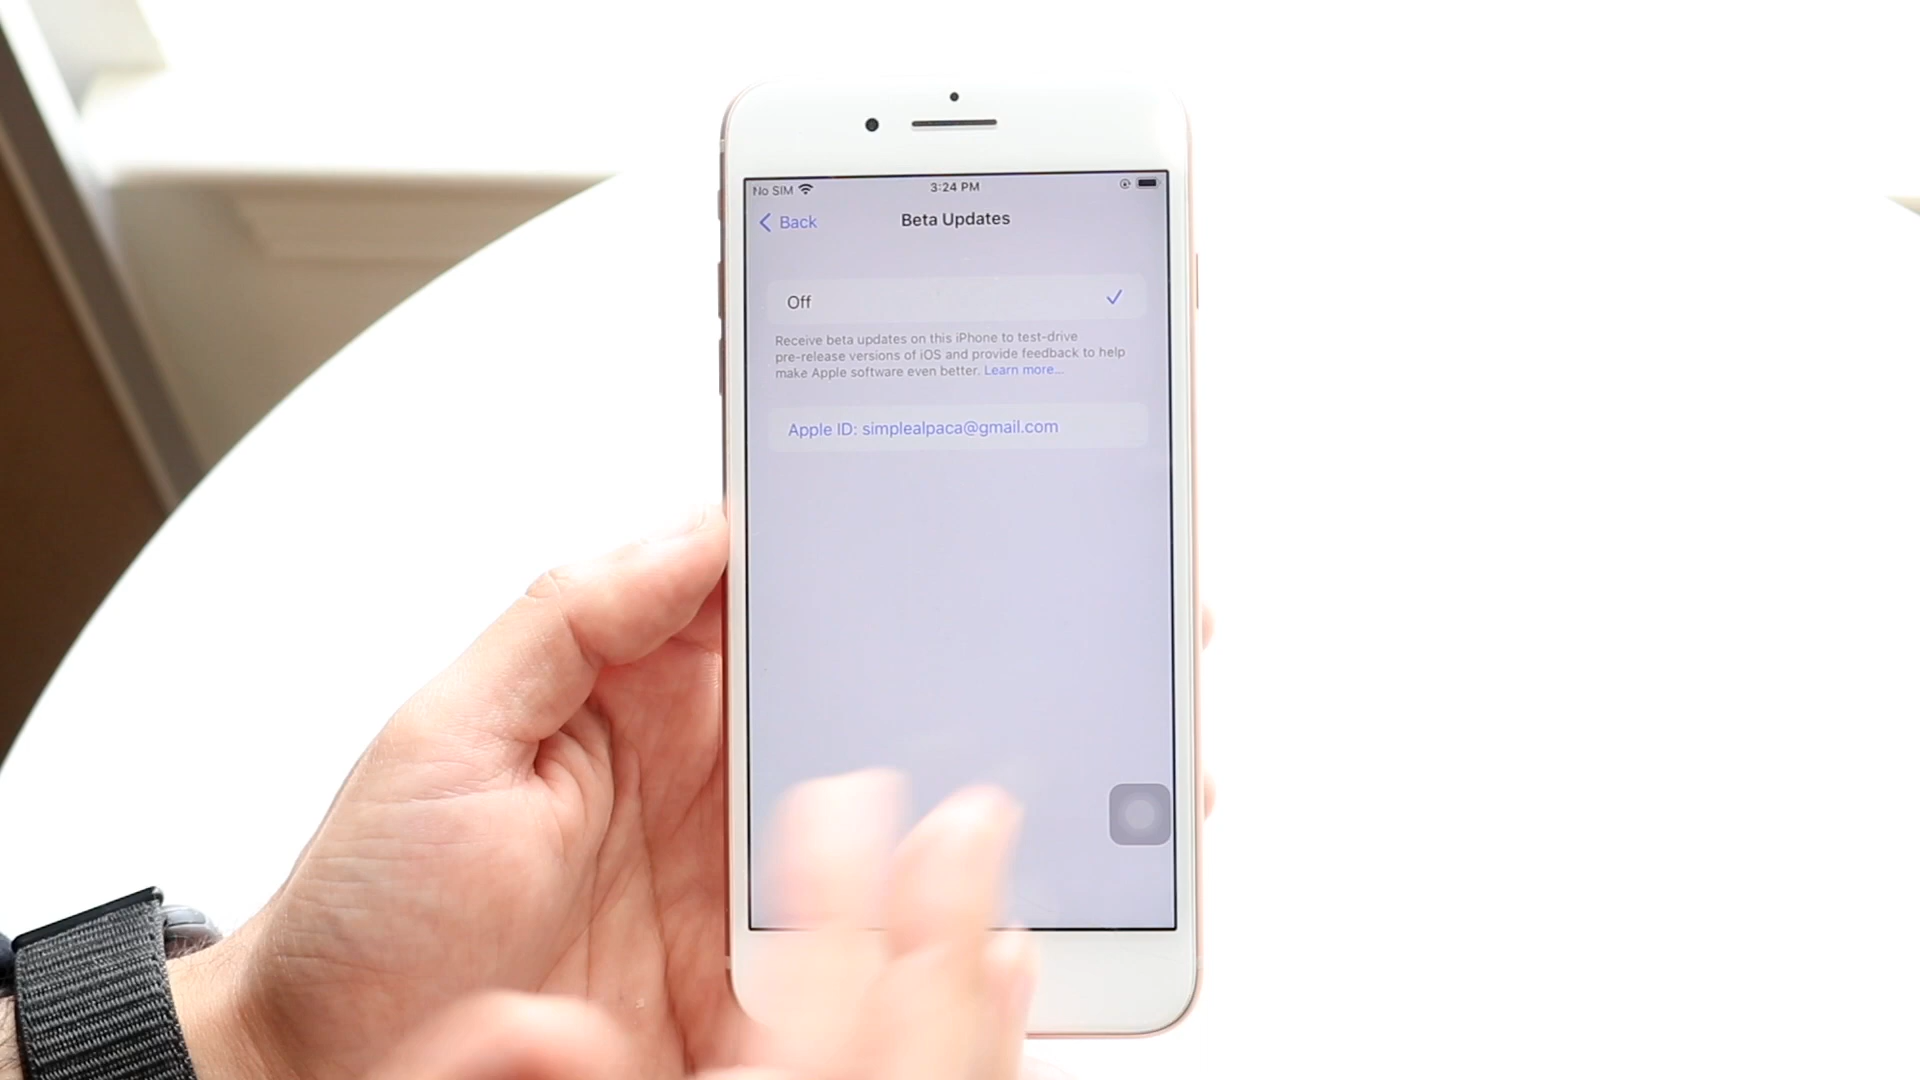 No SIM
3:24 PM
Back
Beta Updates
Off
Receive beta updates on this iPhone to test-drive
pre-release versions of iOS and provide feedback to help
make Apple software even better. Learn more...
Apple ID: simplealpaca@gmail.com